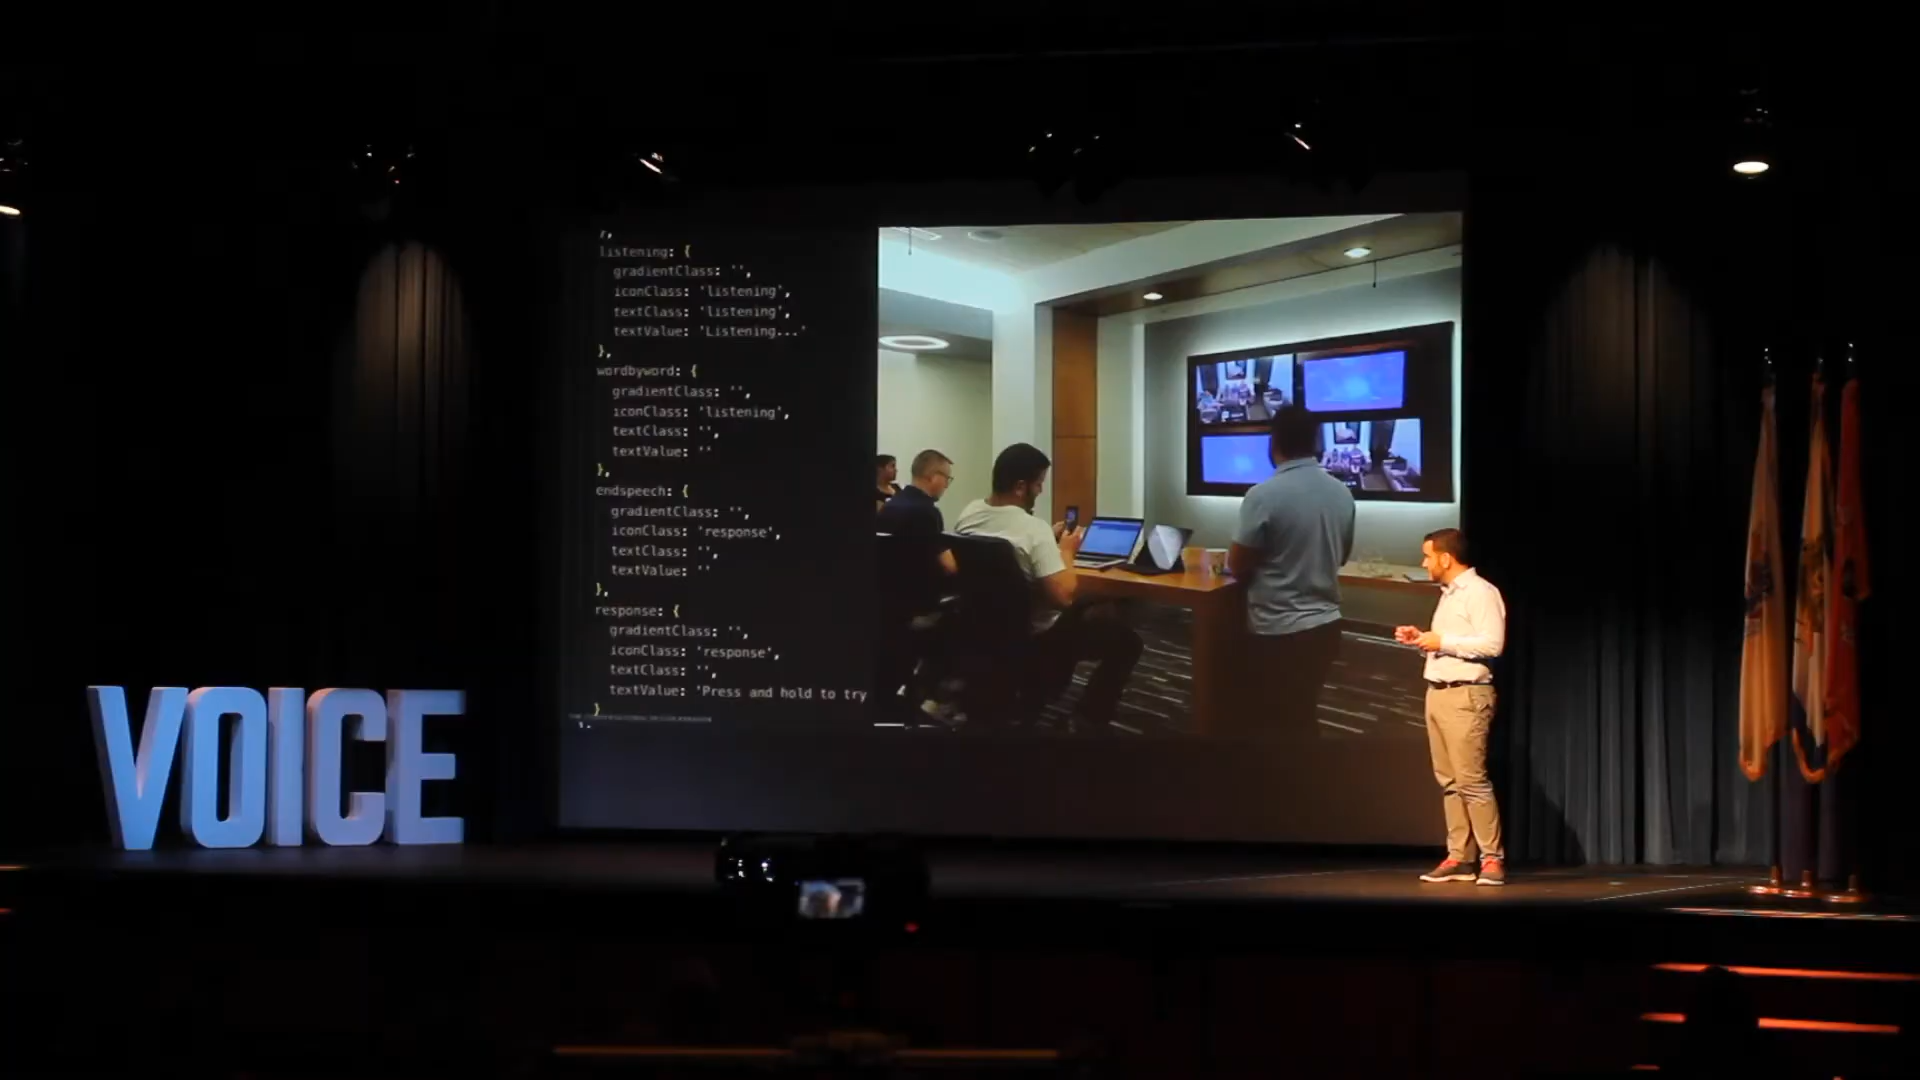 listening: {
gradientClass: '',
iconClass: 'listening',
textClass: 'listening',
textValue: 'Listening...'
},
wordbyword: {
gradientClass: '',
iconClass: 'listening',
textClass: '',
textValue: ''
},
endspeech: {
gradientClass: '',
iconClass: 'response',
textClass: '',
textValue: ''
},
response: {
gradientClass: '',
iconClass: 'response',
textClass: '',
textValue: 'Press and hold to try
}
VOICE